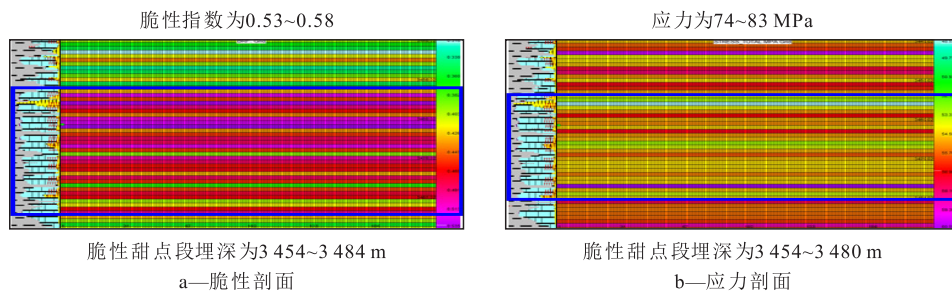 脆性指数为0.53~0.58
应力为74~83 MPa
脆性甜点段埋深为3 454~3 484 m
脆性甜点段埋深为3 454~3 480 m
a—脆性剖面
b—应力剖面